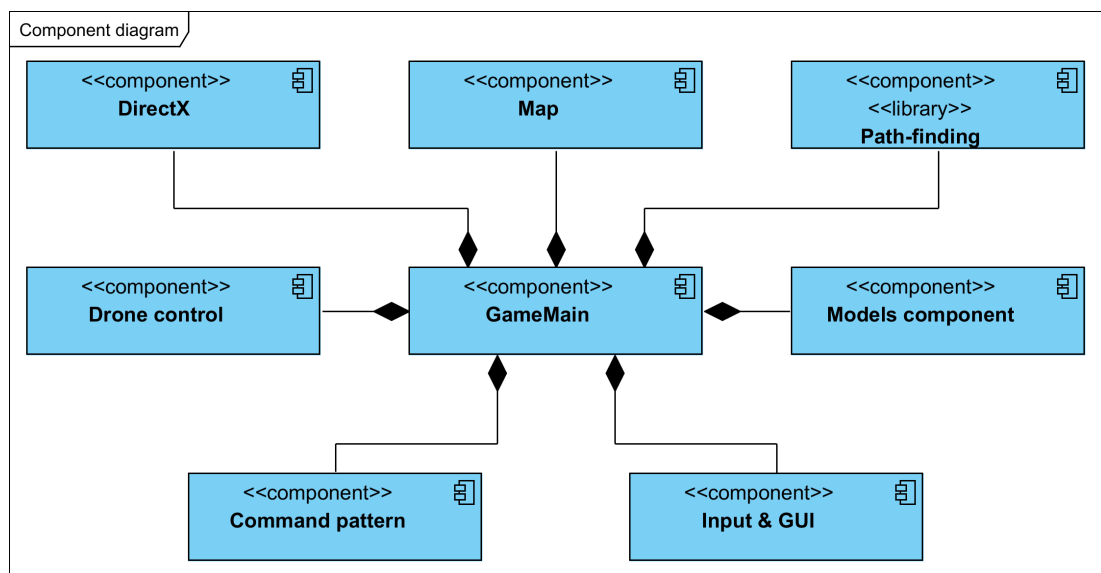 Component diagram
<<component>>
DirectX
<<component>>
Map
<<component>>
<<library>>
Path-finding
<<component>>
Drone control
<<component>>
GameMain
<<component>>
Models component
<<component>>
Command pattern
<<component>>
Input & GUI